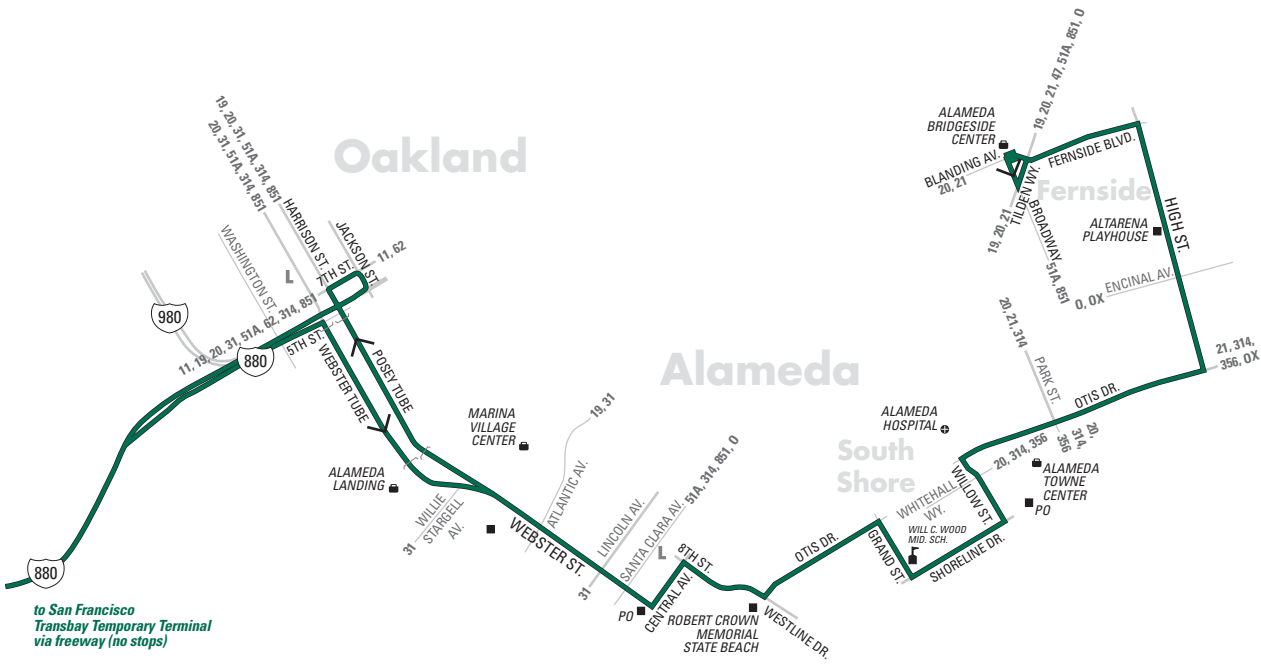 Oakland
Alameda
Fernside
South
Shore
19, 20, 31, 51A, 314, 851
20, 31, 51A, 314, 851
HARRISON ST.
JACKSON ST.
WASHINGTON ST.
7TH ST.
11, 62
L
980
11, 19, 20, 31, 51A, 62, 314, 851
880
5TH ST.
WEBSTER TUBE
POSEY TUBE
MARINA
VILLAGE
CENTER
19, 31
ALAMEDA
LANDING
ATLANTIC AV.
WILLIE
STARGELL
AV.
31
WEBSTER ST.
LINCOLN AV.
31
SANTA CLARA AV.
51A, 314, 851, O
L
8TH ST.
CENTRAL AV.
PO
ROBERT CROWN
MEMORIAL
STATE BEACH
WESTLINE DR.
OTIS DR.
GRAND ST.
WHITEHALL
WY.
WILL C. WOOD
MID. SCH.
SHORELINE DR.
WILLOW ST.
20, 314, 356
ALAMEDA
TOWNE
CENTER
PO
ALAMEDA
HOSPITAL
20, 21, 314
PARK ST.
20,
314,
356
OTIS DR.
21, 314,
356, OX
O, OX
ENCINAL AV.
HIGH ST.
ALTARENA
PLAYHOUSE
FERNSIDE BLVD.
19, 20, 21, 47, 51A, 851, O
ALAMEDA
BRIDGESIDE
CENTER
BLANDING AV.
20, 21
TILDEN WY.
19, 20, 21
BROADWAY
51A, 851
880
to San Francisco
Transbay Temporary Terminal
via freeway (no stops)